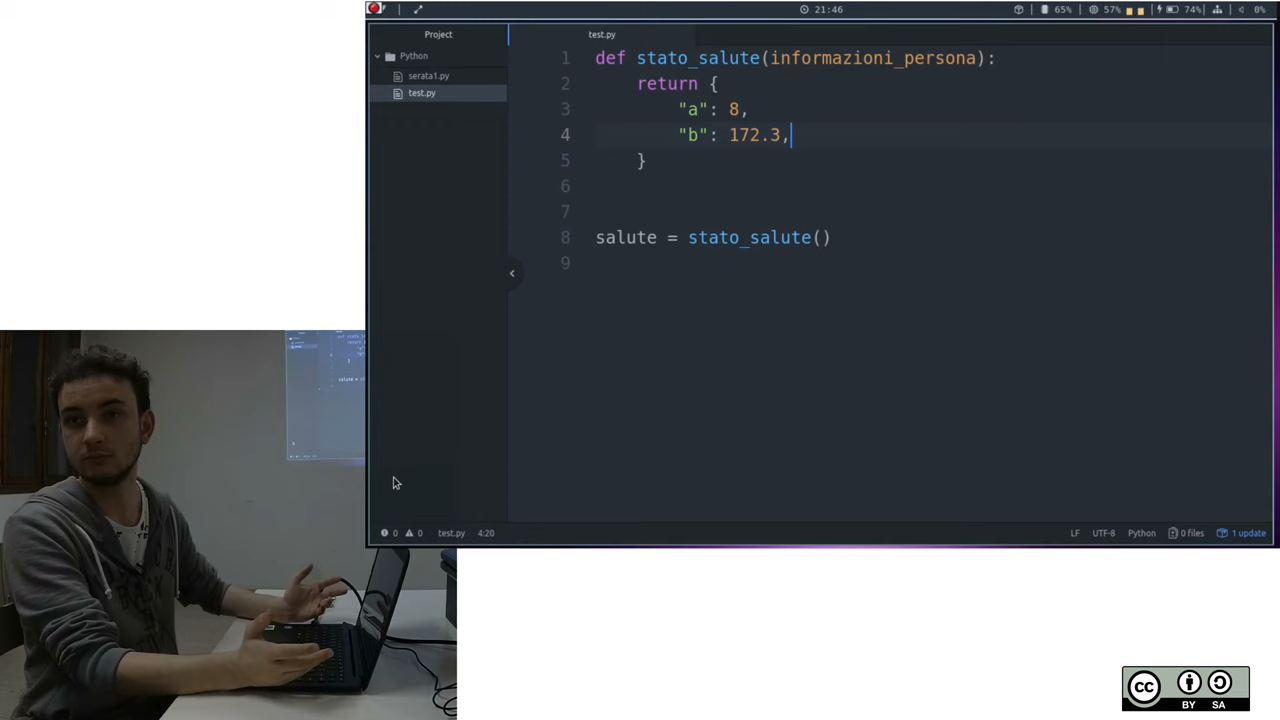 21:46
65%
57%
74%
0%
Project
test.py
Python
serata1.py
test.py
1 def stato_salute(informazioni_persona):
2 return {
3 "a": 8,
4 "b": 172.3,
5 }
6
7
8 salute = stato_salute()
9
0 0 test.py 4:20
LF UTF-8 Python 0 files 1 update
cc
BY SA